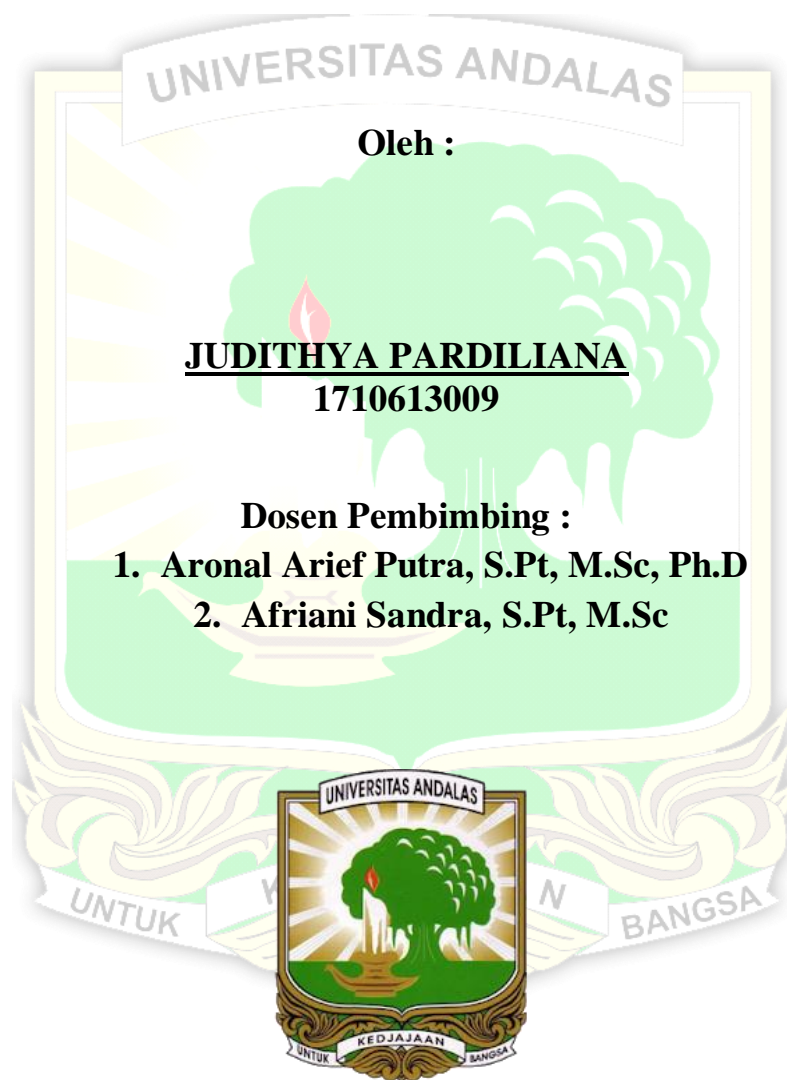 UNIVERSITAS ANDALAS
Oleh :
JUDITHYA PARDILIANA
1710613009
Dosen Pembimbing :
1. Aronal Arief Putra, S.Pt, M.Sc, Ph.D
2. Afriani Sandra, S.Pt, M.Sc
UNIVERSITAS ANDALAS
UNTUK
BANGSA
KEDJAJAAN
UNTUK
BANGSA